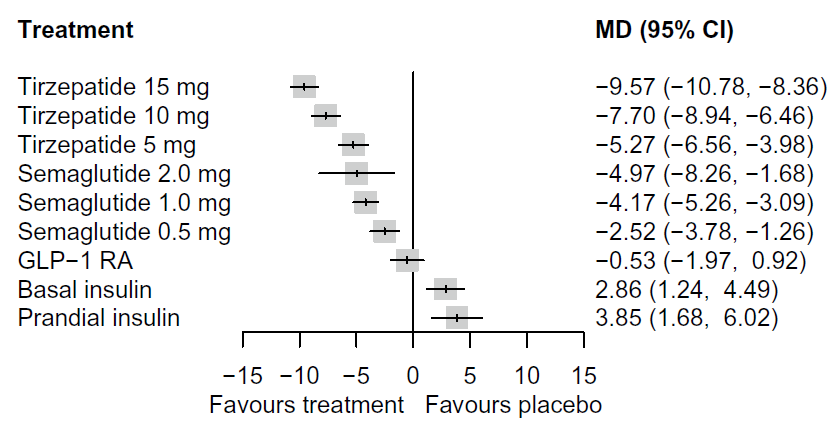 Treatment MD (95% CI)
Tirzepatide 15 mg −9.57 (−10.78, −8.36)
Tirzepatide 10 mg −7.70 (−8.94, −6.46)
Tirzepatide 5 mg −5.27 (−6.56, −3.98)
Semaglutide 2.0 mg −4.97 (−8.26, −1.68)
Semaglutide 1.0 mg −4.17 (−5.26, −3.09)
Semaglutide 0.5 mg −2.52 (−3.78, −1.26)
GLP−1 RA −0.53 (−1.97, 0.92)
Basal insulin 2.86 (1.24, 4.49)
Prandial insulin 3.85 (1.68, 6.02)
−15 −10 −5 0 5 10 15
Favours treatment Favours placebo